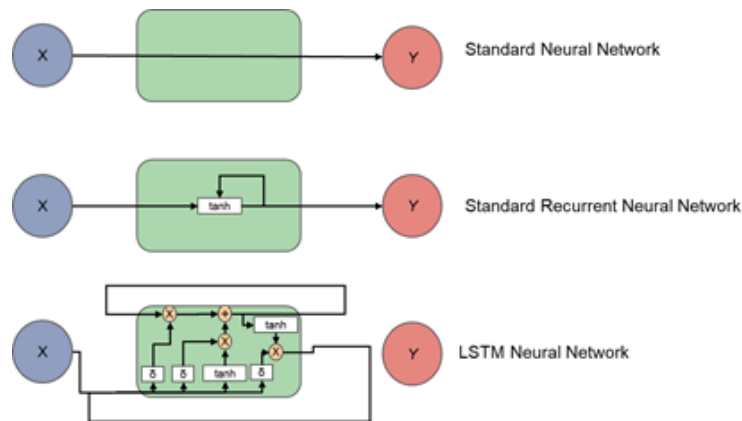 X
Y
Standard Neural Network
X
tanh
Y
Standard Recurrent Neural Network
X
X
+
tanh
X
X
δ
δ
tanh
δ
Y
LSTM Neural Network